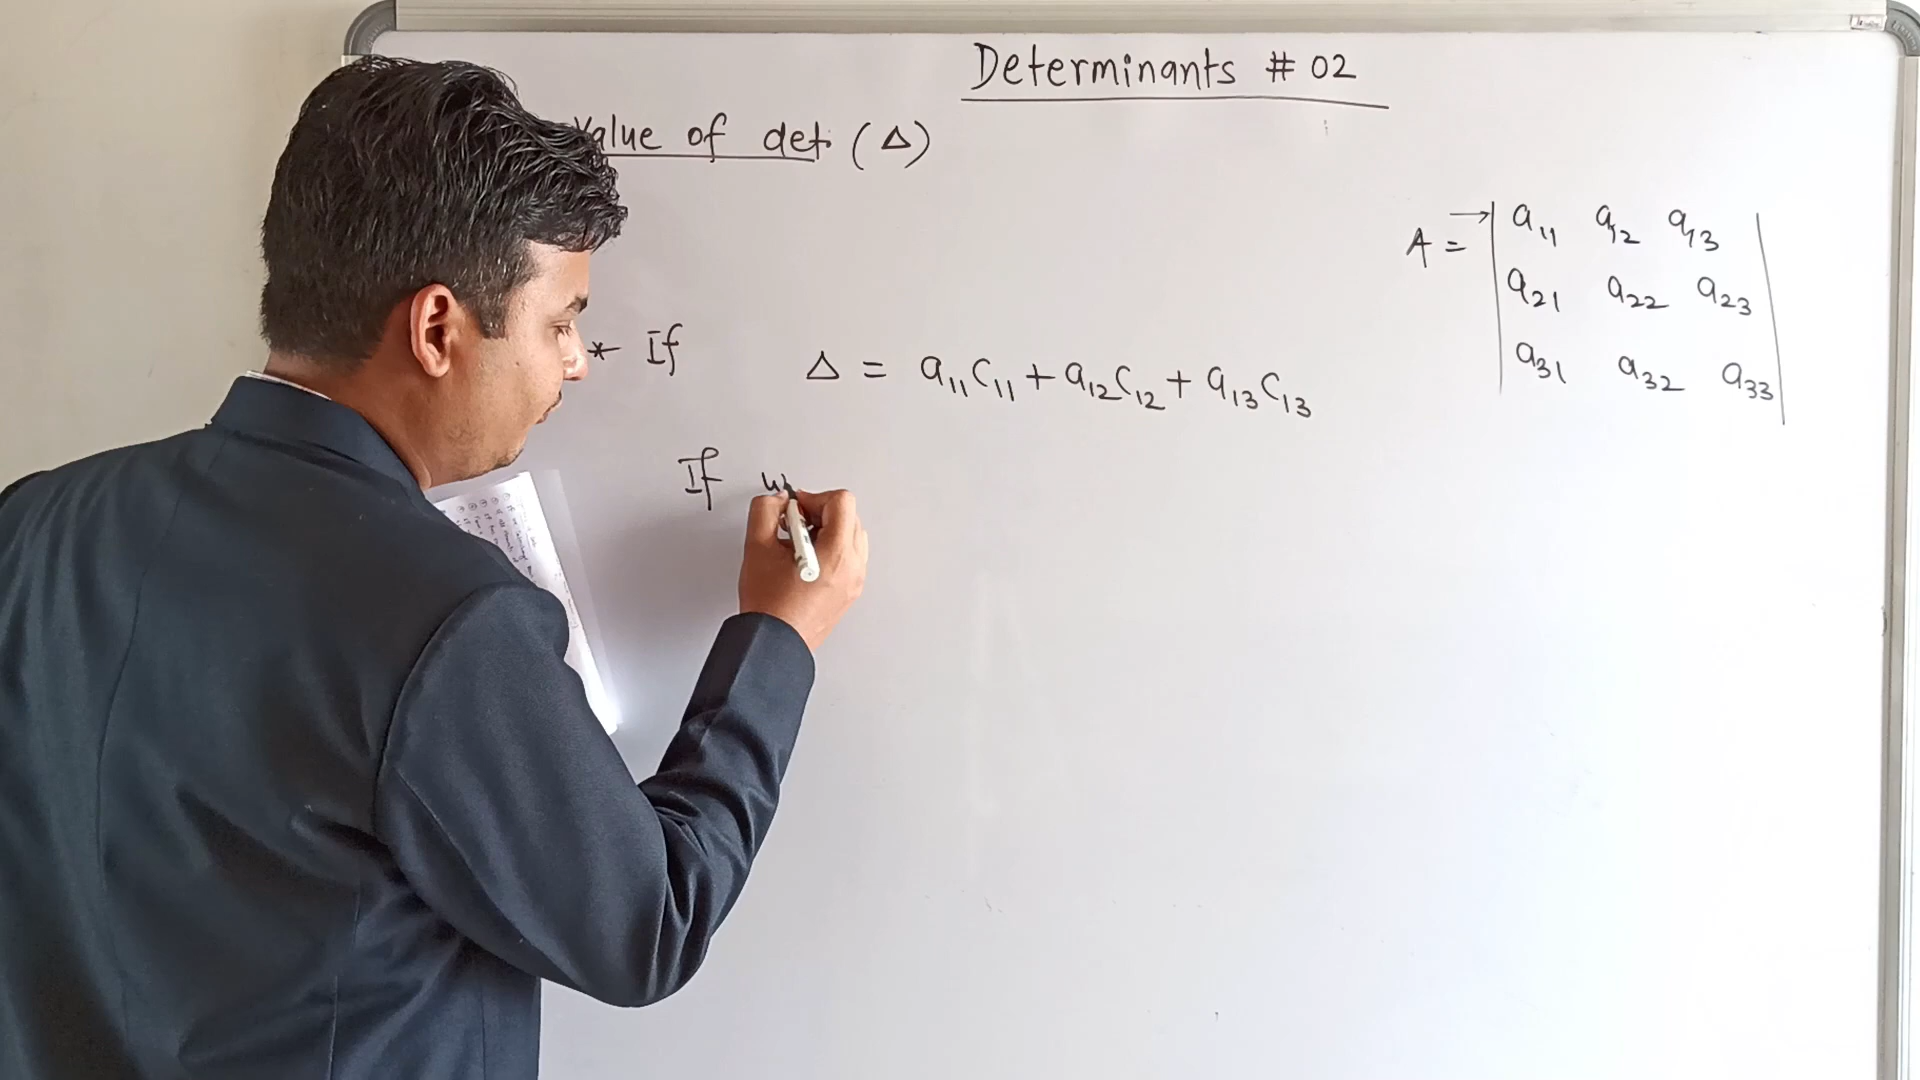 Determinants # 02
Value of det. (Δ)
A = → | a11 a12 a13 |
| a21 a22 a23 |
| a31 a32 a33 |
* If Δ = a11C11 + a12C12 + a13C13
If